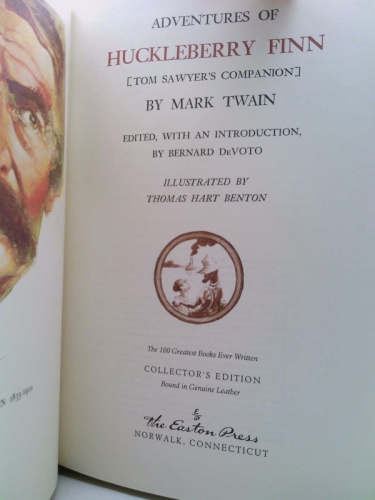 ADVENTURES OF
HUCKLEBERRY FINN
[TOM SAWYER'S COMPANION]
BY MARK TWAIN
EDITED, WITH AN INTRODUCTION,
BY BERNARD DeVOTO
ILLUSTRATED BY
THOMAS HART BENTON
The 100 Greatest Books Ever Written
COLLECTOR'S EDITION
Bound in Genuine Leather
The Easton Press
NORWALK, CONNECTICUT
N 1835-1910